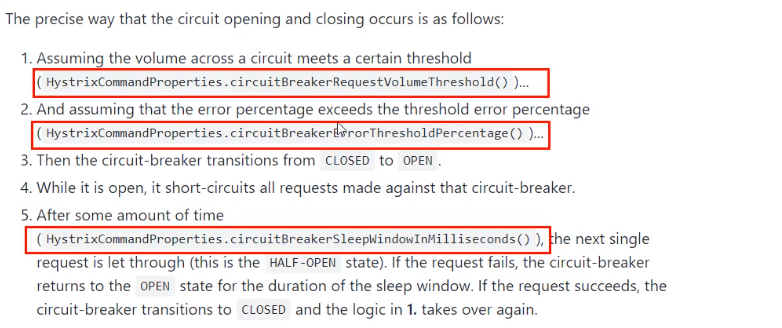 The precise way that the circuit opening and closing occurs is as follows:
1. Assuming the volume across a circuit meets a certain threshold
( HystrixCommandProperties.circuitBreakerRequestVolumeThreshold() )...
2. And assuming that the error percentage exceeds the threshold error percentage
( HystrixCommandProperties.circuitBreakerErrorThresholdPercentage() )...
3. Then the circuit-breaker transitions from CLOSED to OPEN .
4. While it is open, it short-circuits all requests made against that circuit-breaker.
5. After some amount of time
( HystrixCommandProperties.circuitBreakerSleepWindowInMilliseconds() ), the next single
request is let through (this is the HALF-OPEN state). If the request fails, the circuit-breaker
returns to the OPEN state for the duration of the sleep window. If the request succeeds, the
circuit-breaker transitions to CLOSED and the logic in 1. takes over again.